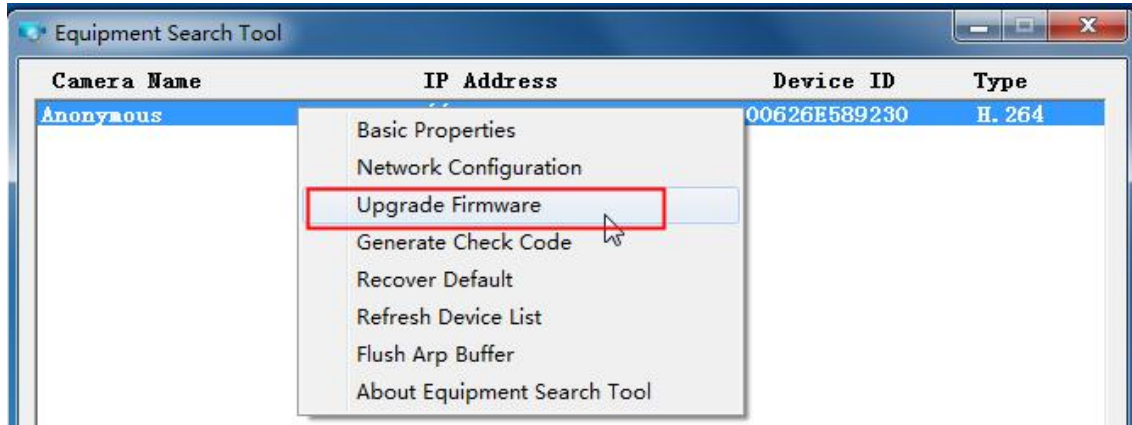 Equipment Search Tool
Camera Name IP Address Device ID Type
Anonymous 00626E589230 H.264
Basic Properties
Network Configuration
Upgrade Firmware
Generate Check Code
Recover Default
Refresh Device List
Flush Arp Buffer
About Equipment Search Tool